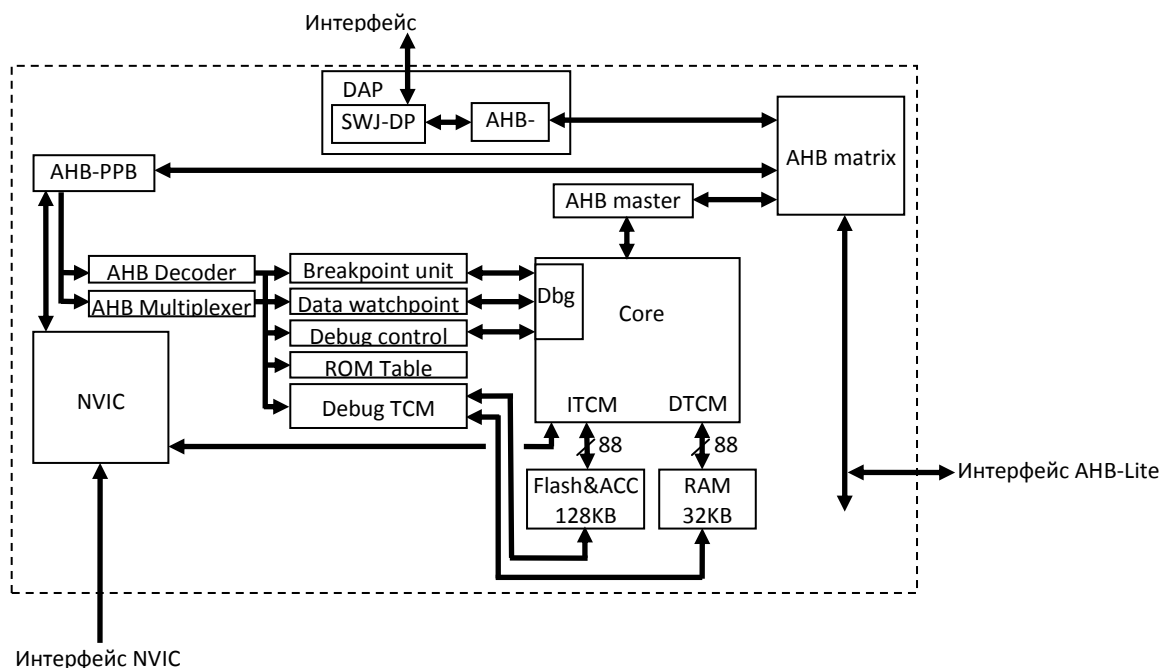 Интерфейс
DAP
SWJ-DP
AHB-
AHB matrix
AHB-PPB
AHB master
AHB Decoder
Breakpoint unit
Dbg
Core
AHB Multiplexer
Data watchpoint
Debug control
ROM Table
NVIC
Debug TCM
ITCM
DTCM
88
88
Flash&ACC
128KB
RAM
32KB
Интерфейс AHB-Lite
Интерфейс NVIC